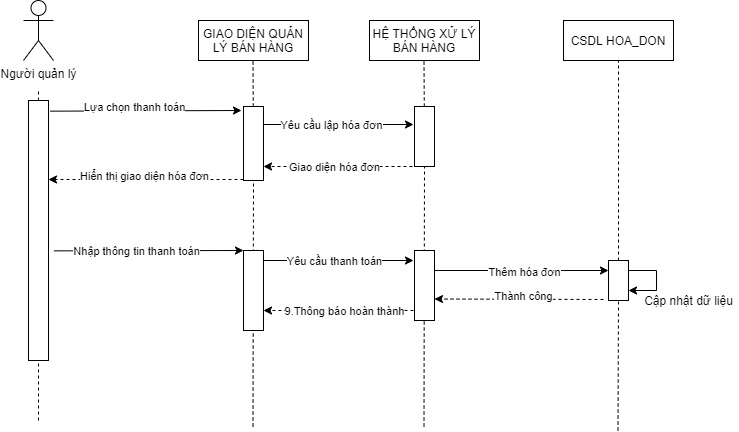 GIAO DIỆN QUẢN
LÝ BÁN HÀNG
HỆ THỐNG XỬ LÝ
BÁN HÀNG
CSDL HOA_DON
Người quản lý
Lựa chọn thanh toán
Yêu cầu lập hóa đơn
Giao diện hóa đơn
Hiển thị giao diện hóa đơn
Nhập thông tin thanh toán
Yêu cầu thanh toán
Thêm hóa đơn
Thành công
Cập nhật dữ liệu
9.Thông báo hoàn thành